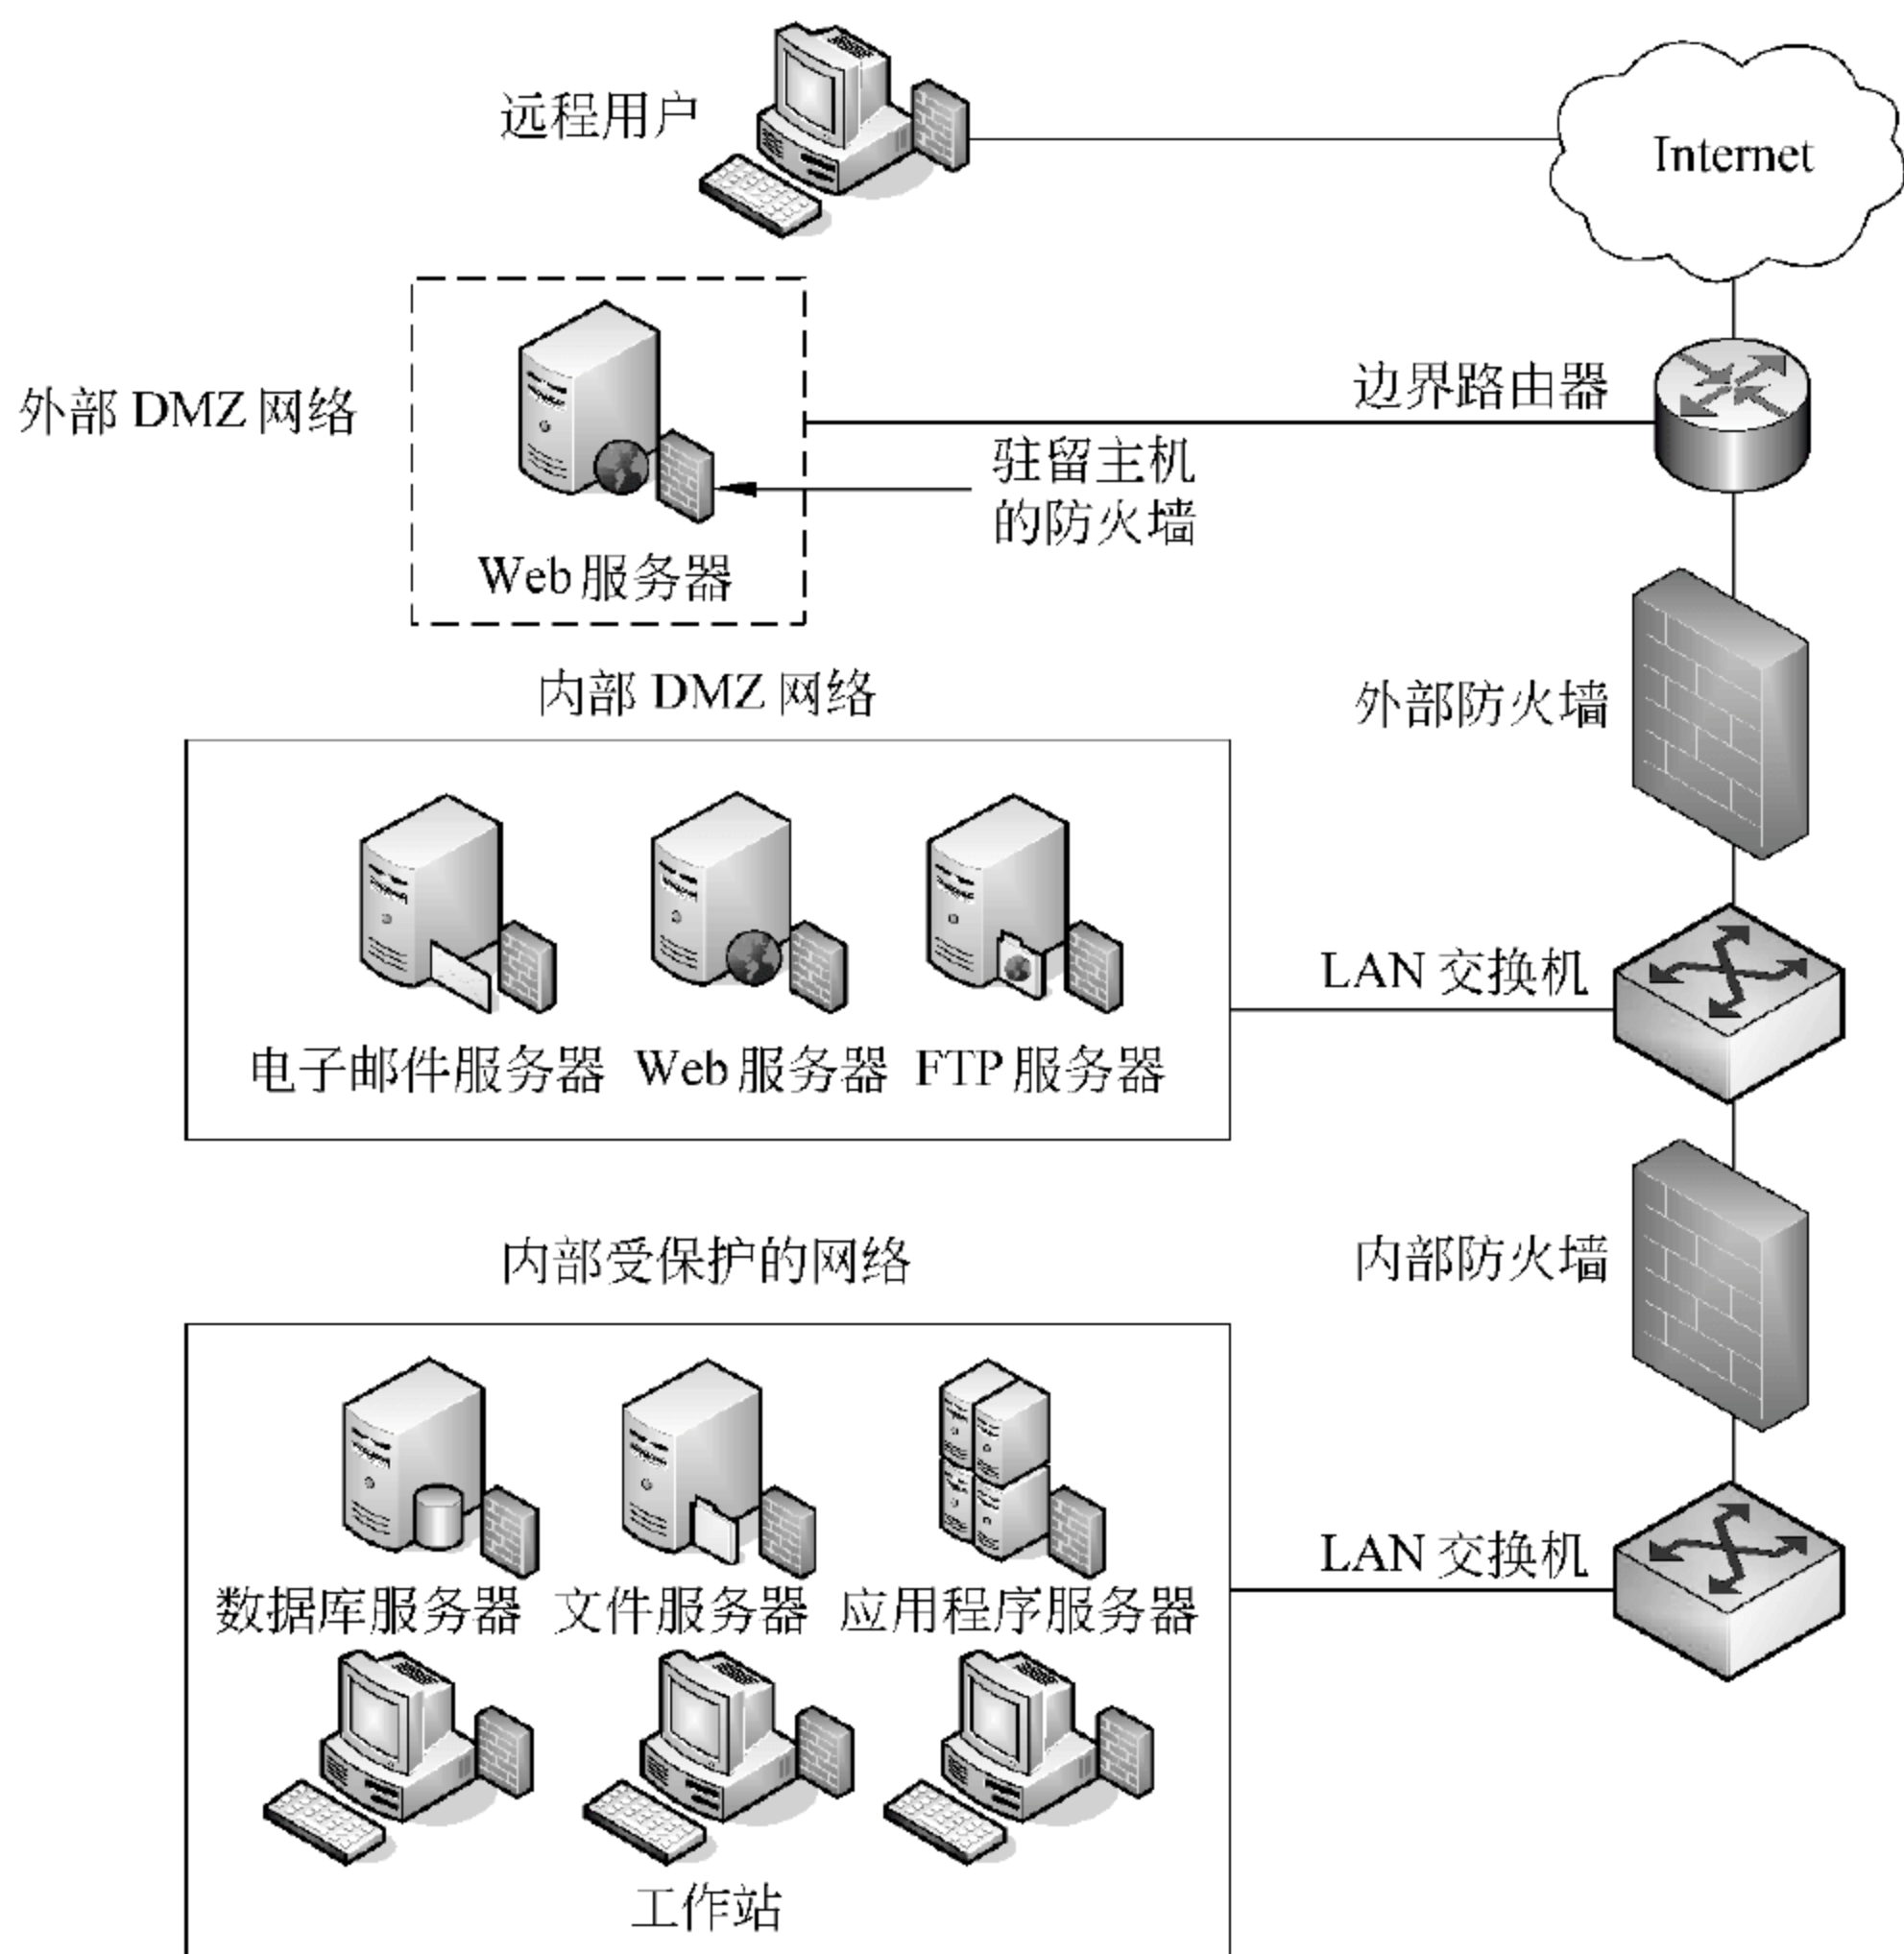 远程用户
Internet
边界路由器
外部 DMZ 网络
驻留主机
的防火墙
Web服务器
内部 DMZ 网络
外部防火墙
LAN 交换机
电子邮件服务器 Web服务器 FTP 服务器
内部受保护的网络
内部防火墙
LAN 交换机
数据库服务器 文件服务器 应用程序服务器
工作站